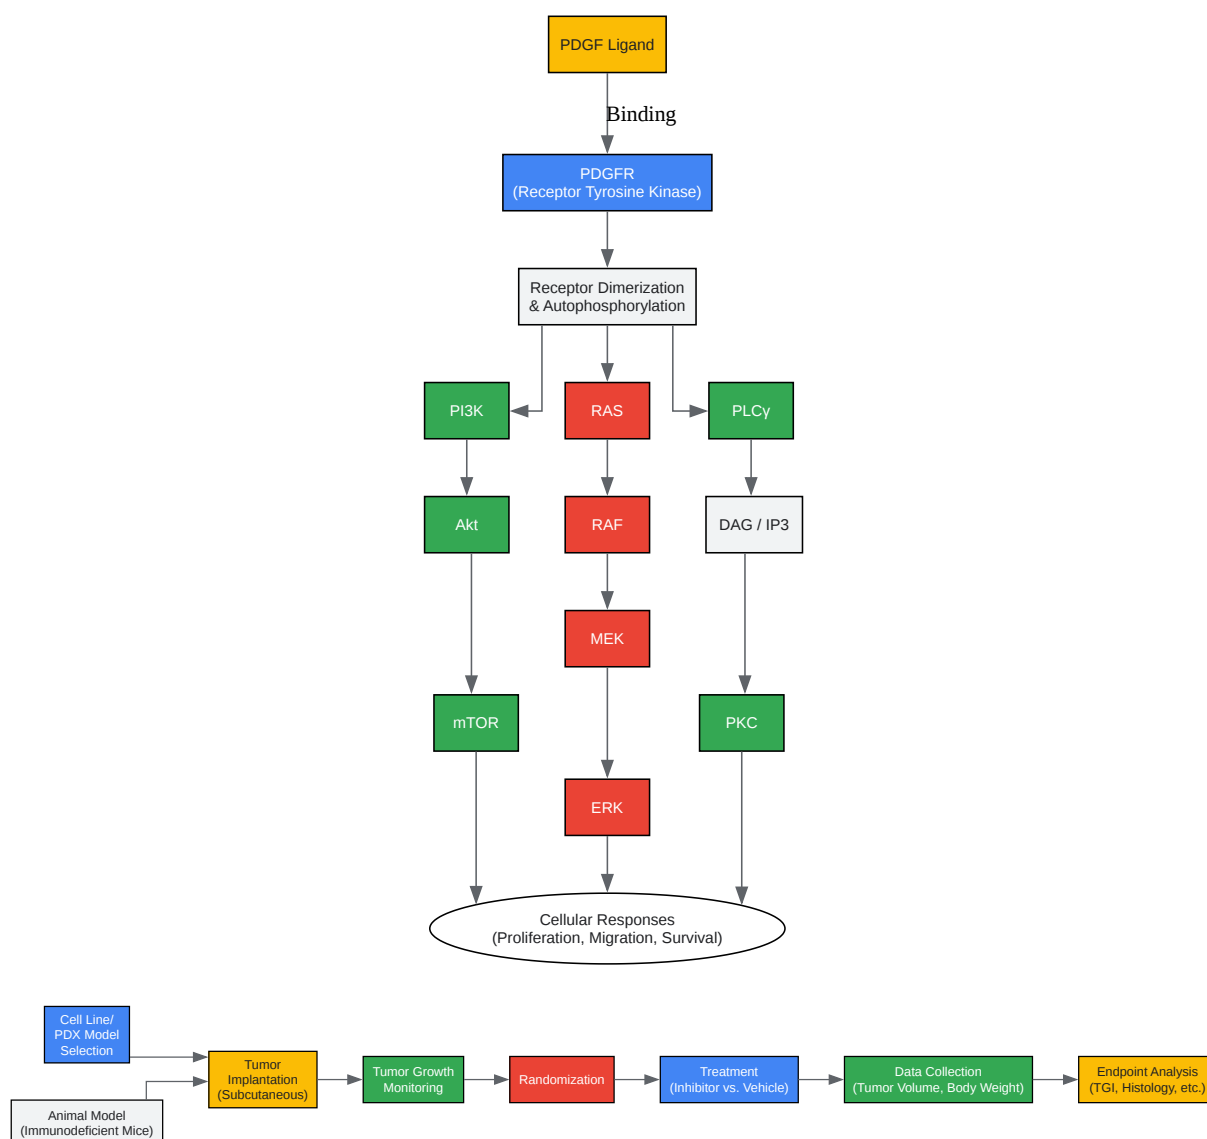 PDGF Ligand
Binding
PDGFR
(Receptor Tyrosine Kinase)
Receptor Dimerization
& Autophosphorylation
PI3K
RAS
PLCγ
Akt
RAF
DAG / IP3
MEK
mTOR
PKC
ERK
Cellular Responses
(Proliferation, Migration, Survival)
Cell Line/
PDX Model
Selection
Animal Model
(Immunodeficient Mice)
Tumor
Implantation
(Subcutaneous)
Tumor Growth
Monitoring
Randomization
Treatment
(Inhibitor vs. Vehicle)
Data Collection
(Tumor Volume, Body Weight)
Endpoint Analysis
(TGI, Histology, etc.)